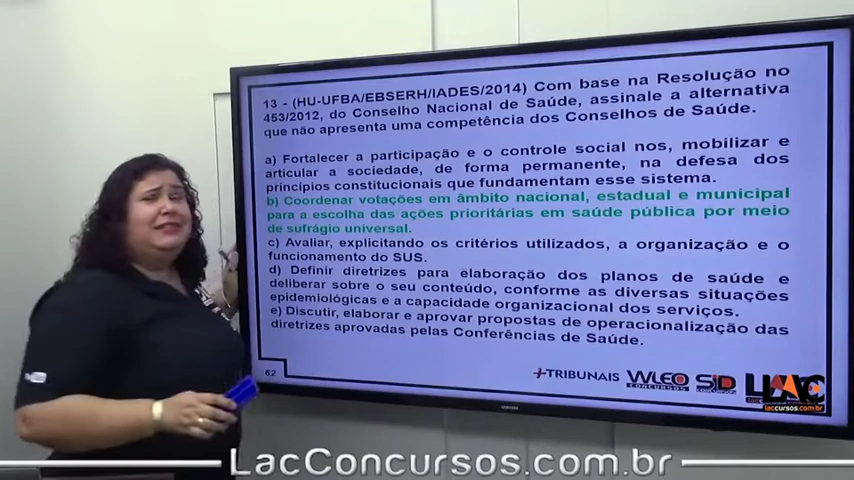 13 - (HU-UFBA/EBSERH/IADES/2014) Com base na Resolução no
453/2012, do Conselho Nacional de Saúde, assinale a alternativa
que não apresenta uma competência dos Conselhos de Saúde.
a) Fortalecer a participação e o controle social no SUS, mobilizar e
articular a sociedade, de forma permanente, na defesa dos
princípios constitucionais que fundamentam esse sistema.
b) Coordenar votações em âmbito nacional, estadual e municipal
para a escolha das ações prioritárias em saúde pública por meio
de sufrágio universal.
c) Avaliar, explicitando os critérios utilizados, a organização e o
funcionamento do SUS.
d) Definir diretrizes para elaboração dos planos de saúde e
deliberar sobre o seu conteúdo, conforme as diversas situações
epidemiológicas e a capacidade organizacional dos serviços.
e) Discutir, elaborar e aprovar propostas de operacionalização das
diretrizes aprovadas pelas Conferências de Saúde.
62
+TRIBUNAIS
WLEO
CONCURSOS
SD
LAC
lacconcursos.com.br
LacConcursos.com.br